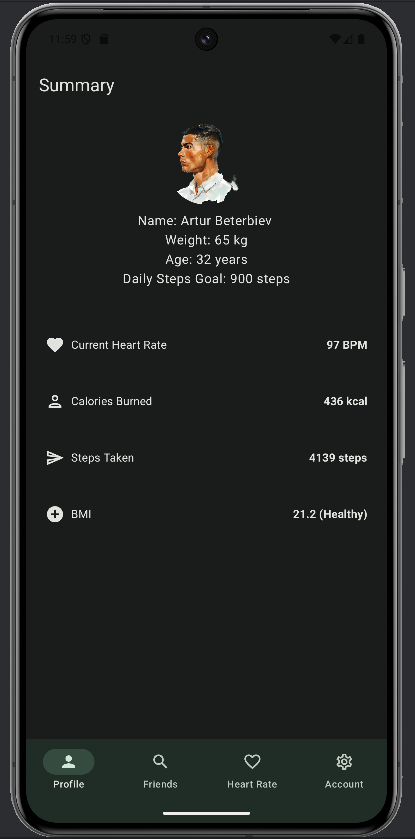 11:59
Summary
Name: Artur Beterbiev
Weight: 65 kg
Age: 32 years
Daily Steps Goal: 900 steps
Current Heart Rate 97 BPM
Calories Burned 436 kcal
Steps Taken 4139 steps
BMI 21.2 (Healthy)
Profile Friends Heart Rate Account